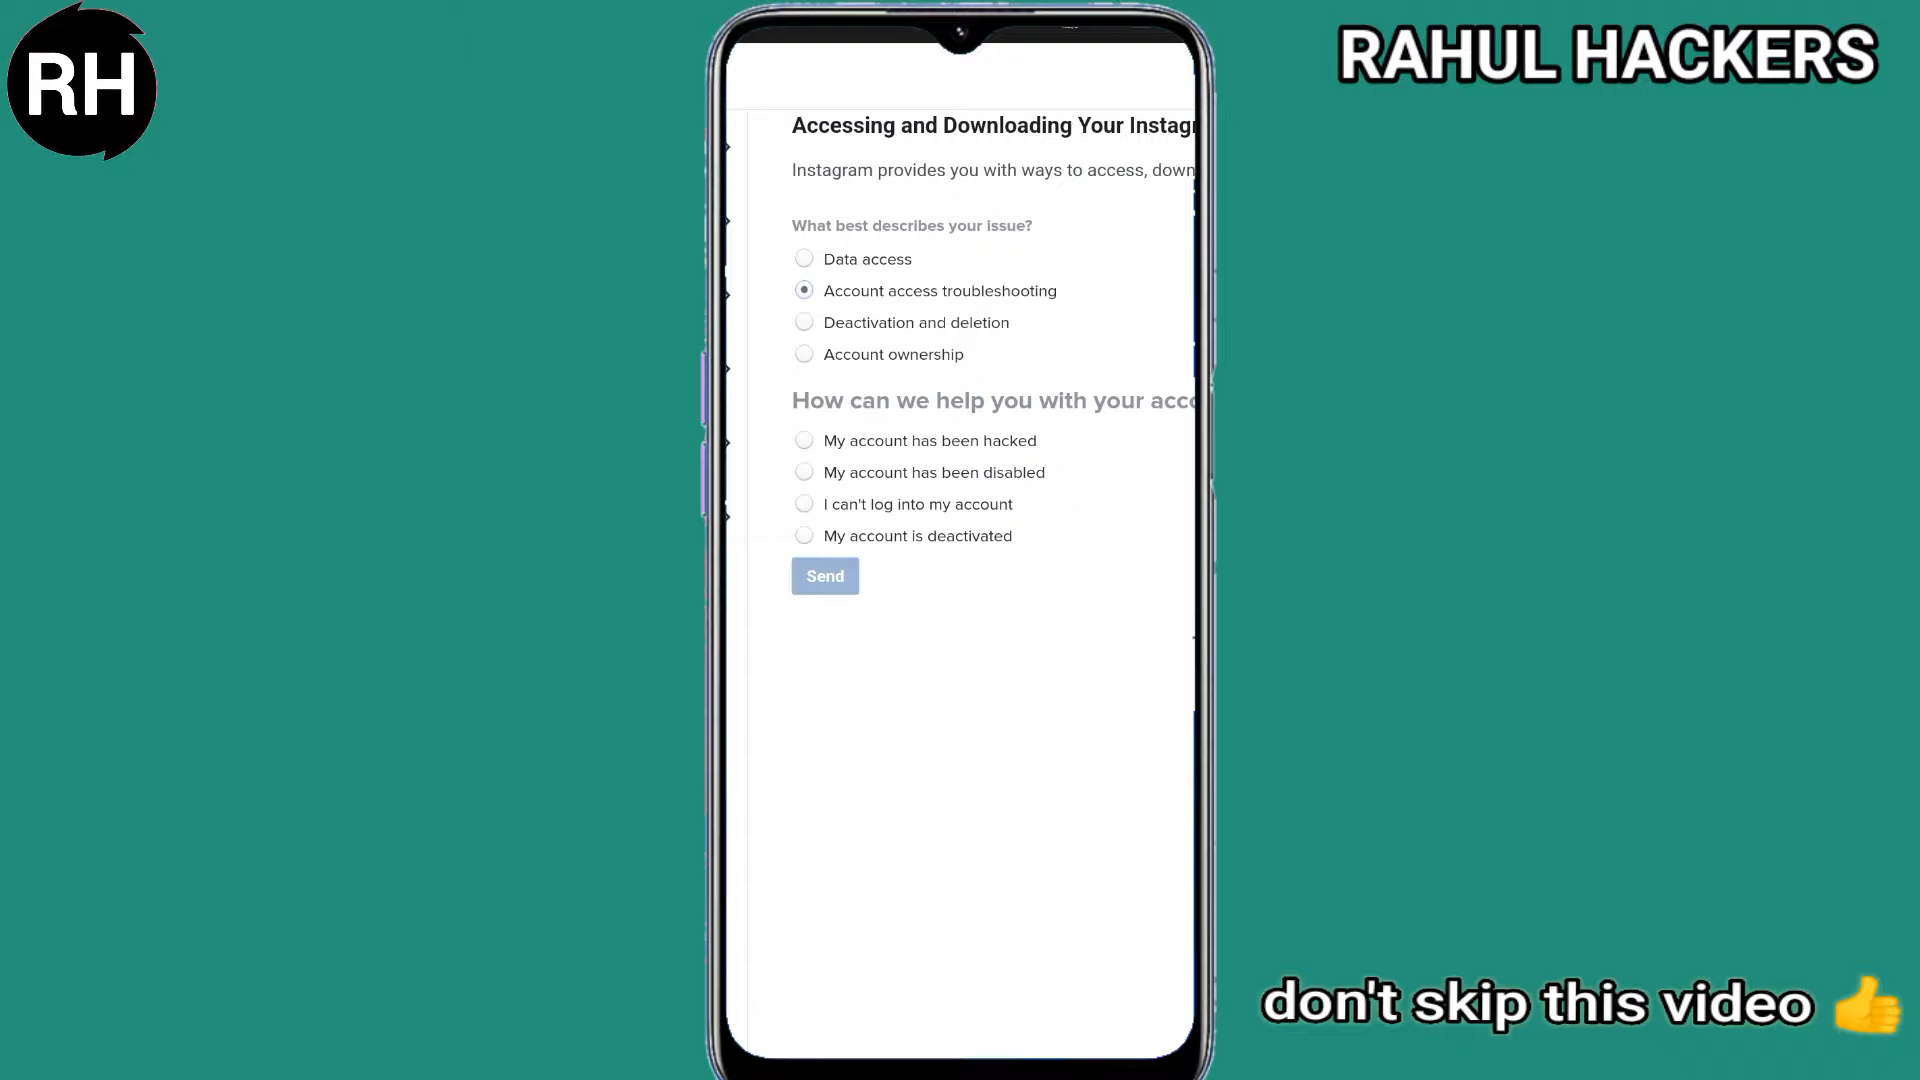 RH
RAHUL HACKERS
Accessing and Downloading Your Instagr
Instagram provides you with ways to access, down
What best describes your issue?
Data access
Account access troubleshooting
Deactivation and deletion
Account ownership
How can we help you with your acco
My account has been hacked
My account has been disabled
I can't log into my account
My account is deactivated
Send
don't skip this video 👍